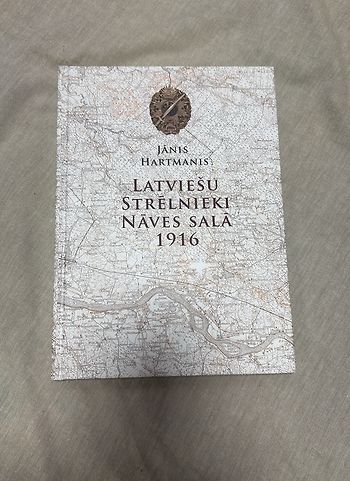 JĀNIS
HARTMANIS
LATVIEŠU
STRĒLNIEKI
NĀVES SALĀ
1916